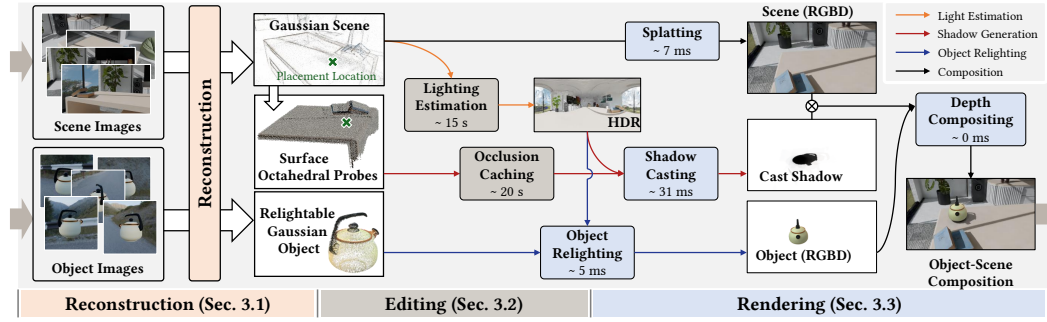 Scene Images
Object Images
Reconstruction
Gaussian Scene
Placement Location
Surface
Octahedral Probes
Relightable
Gaussian
Object
Lighting
Estimation
~ 15 s
HDR
Occlusion
Caching
~ 20 s
Splatting
~ 7 ms
Shadow
Casting
~ 31 ms
Object
Relighting
~ 5 ms
Scene (RGBD)
Cast Shadow
Object (RGBD)
Light Estimation
Shadow Generation
Object Relighting
Composition
Depth
Compositing
~ 0 ms
Object-Scene
Composition
Reconstruction (Sec. 3.1)
Editing (Sec. 3.2)
Rendering (Sec. 3.3)